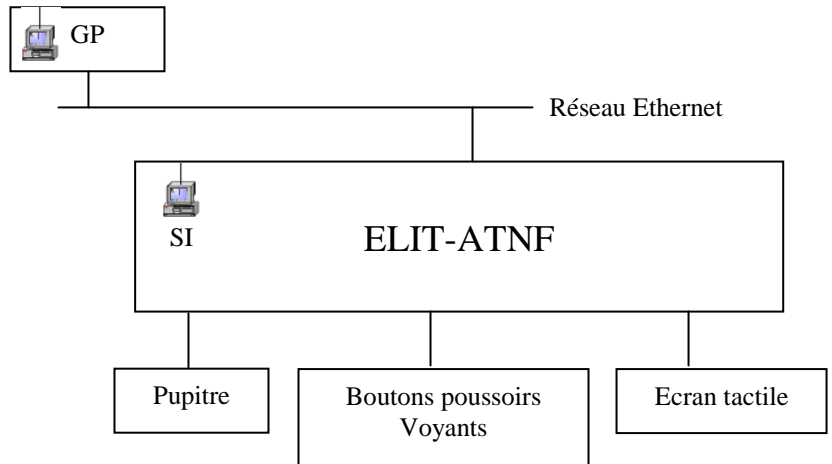 GP
Réseau Ethernet
SI
ELIT-ATNF
Pupitre
Boutons poussoirs
Voyants
Ecran tactile